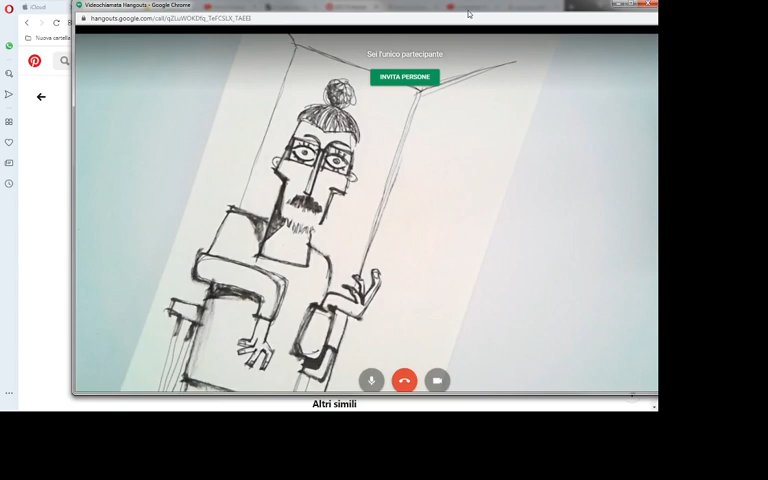 Videochiamata Hangouts - Google Chrome
iCloud
hangouts.google.com/call/qZLuWOKDfq_TeFCSLX_TAEEI
Nuova cartella
Sei l'unico partecipante
INVITA PERSONE
Altri simili